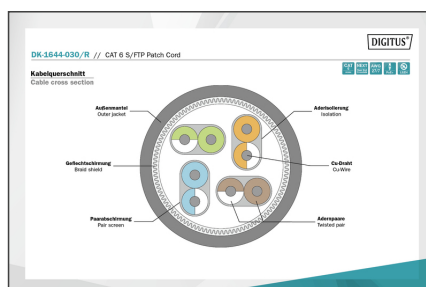 DIGITUS®
DK-1644-030/R // CAT 6 S/FTP Patch Cord
Kabelquerschnitt
Cable cross section
Außenmantel
Outer jacket
Aderisolierung
Isolation
Geflechtschirmung
Braid shield
Cu-Draht
Cu-Wire
Paarabschirmung
Pair screen
Adernpaare
Twisted pair